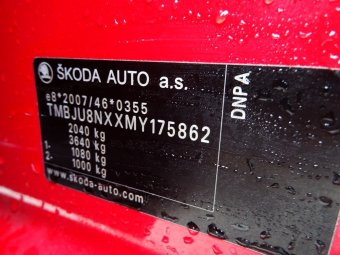 ŠKODA AUTO a.s.
e8*2007/46*0355
TMBJU8NXXMY175862
2040 kg
3640 kg
1. 1080 kg
2. 1000 kg
www.skoda-auto.com
DNPA